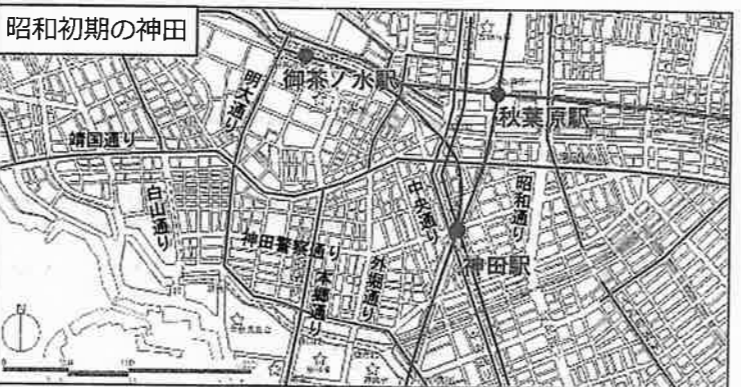 昭和初期の神田
御茶ノ水駅
明大通り
秋葉原駅
靖国通り
白山通り
中央通り
昭和通り
神田警察通り
外堀通り
本郷通り
神田駅
N